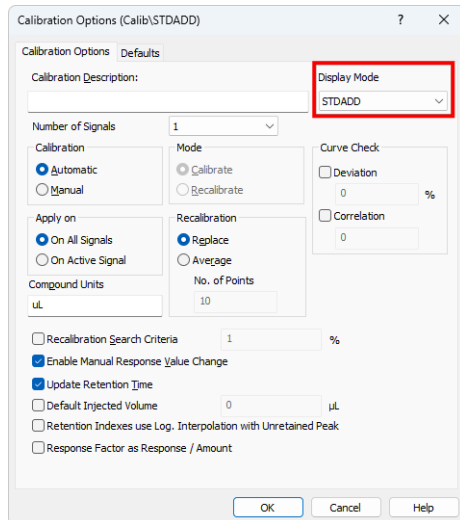 Calibration Options (Calib\STDADD)
?
Calibration Options
Defaults
Calibration Description:
Display Mode
STDADD
Number of Signals
1
Calibration
Automatic
Manual
Mode
Calibrate
Recalibrate
Curve Check
Deviation
0
%
Correlation
0
Apply on
On All Signals
On Active Signal
Recalibration
Replace
Average
No. of Points
10
Compound Units
uL
Recalibration Search Criteria
1
%
Enable Manual Response Value Change
Update Retention Time
Default Injected Volume
0
µL
Retention Indexes use Log. Interpolation with Unretained Peak
Response Factor as Response / Amount
OK
Cancel
Help